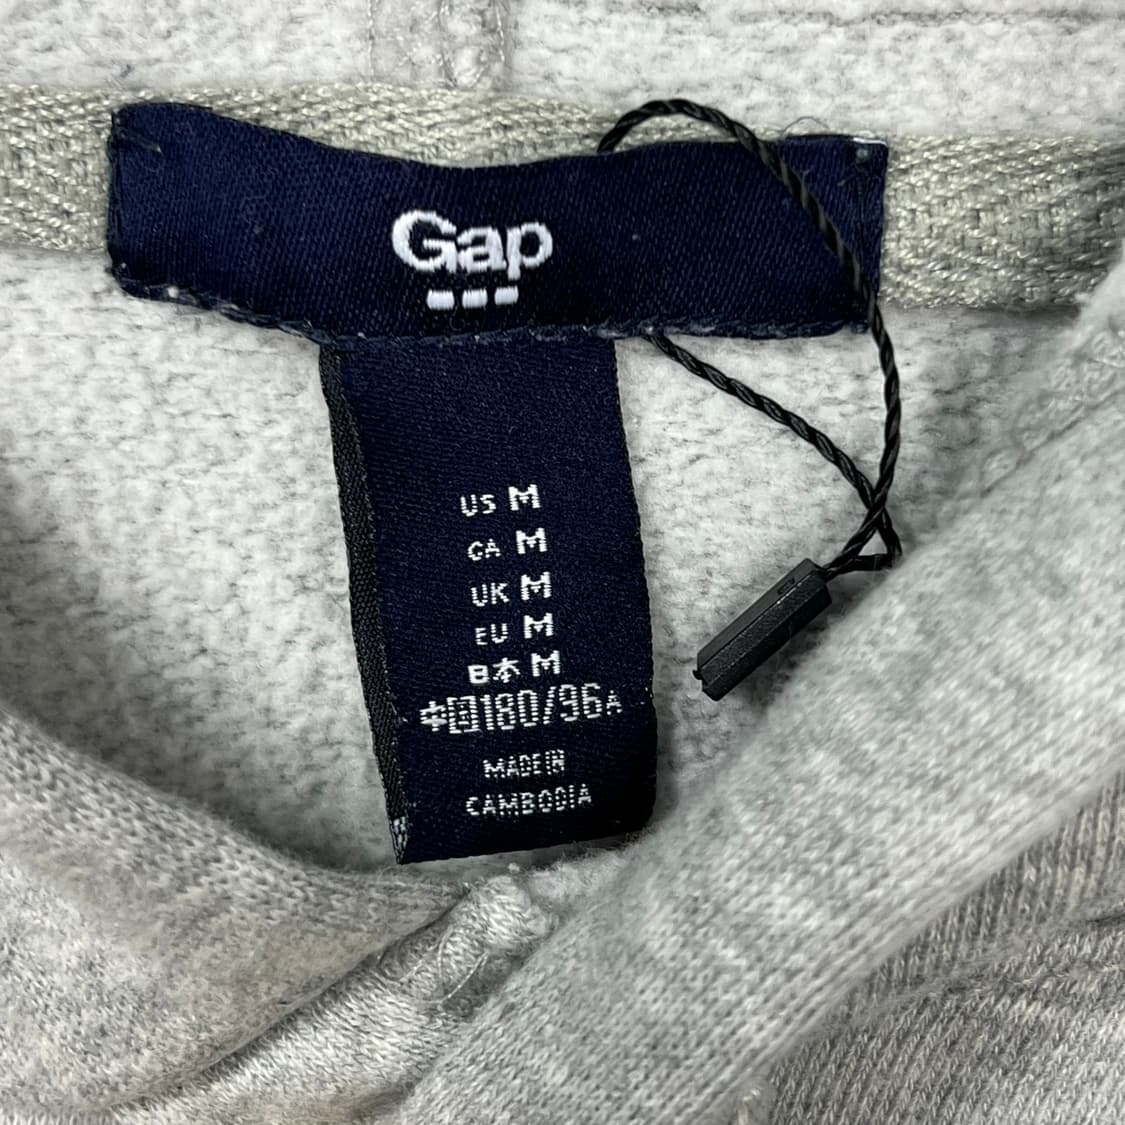 Gap
US M
CA M
UK M
EU M
日本 M
中国180/96A
MADE IN
CAMBODIA